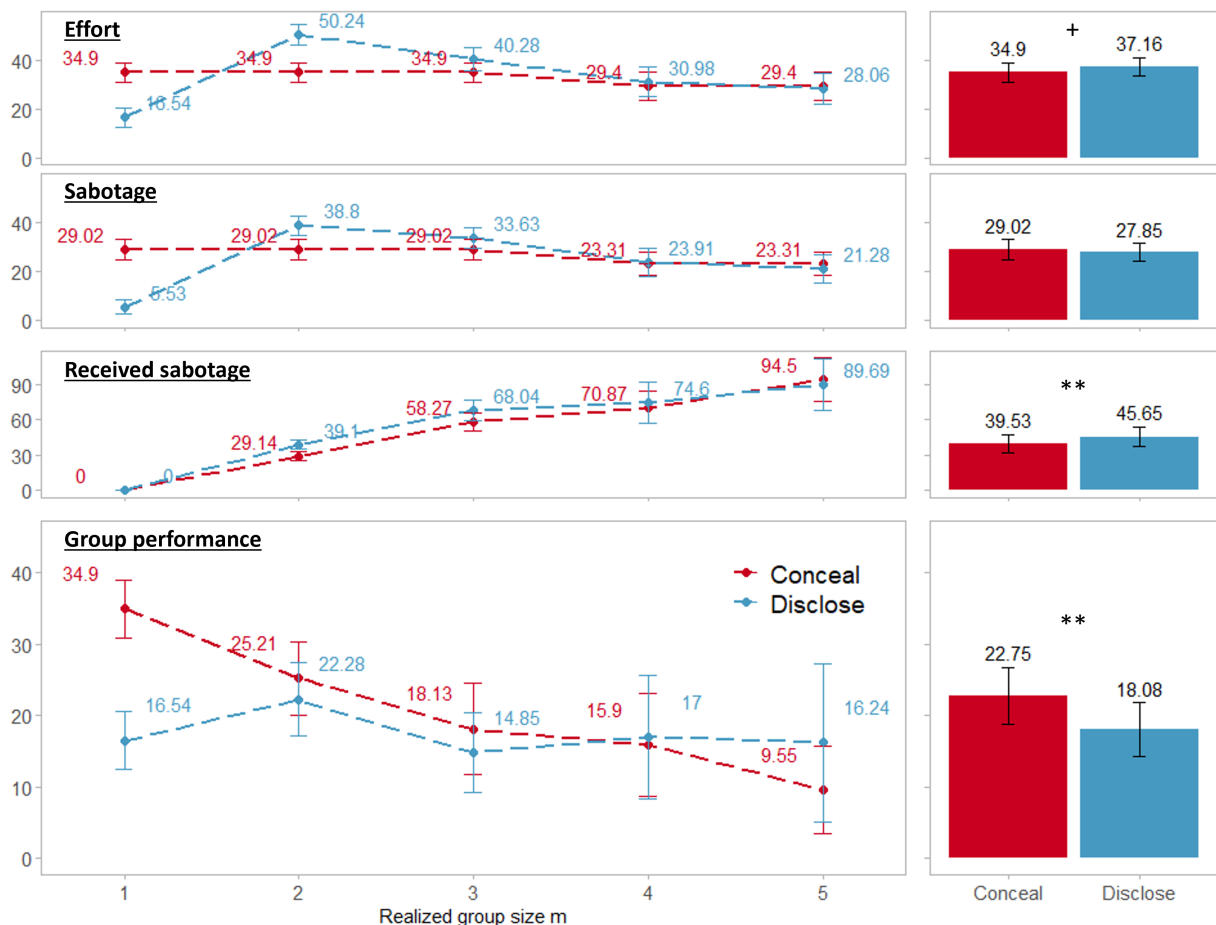 Effort
34.9 34.9 34.9 29.4 29.4
16.54 50.24 40.28 30.98 28.06
40
20
0
+
34.9 37.16
Sabotage
29.02 29.02 29.02 23.31 23.31
5.53 38.8 33.63 23.91 21.28
40
20
0
29.02 27.85
Received sabotage
0 29.14 58.27 70.87 94.5
0 39.1 68.04 74.6 89.69
90
60
30
0
**
39.53 45.65
Group performance
34.9 25.21 18.13 15.9 9.55
16.54 22.28 14.85 17 16.24
Conceal
Disclose
40
30
20
10
0
**
22.75 18.08
1 2 3 4 5
Realized group size m
Conceal Disclose